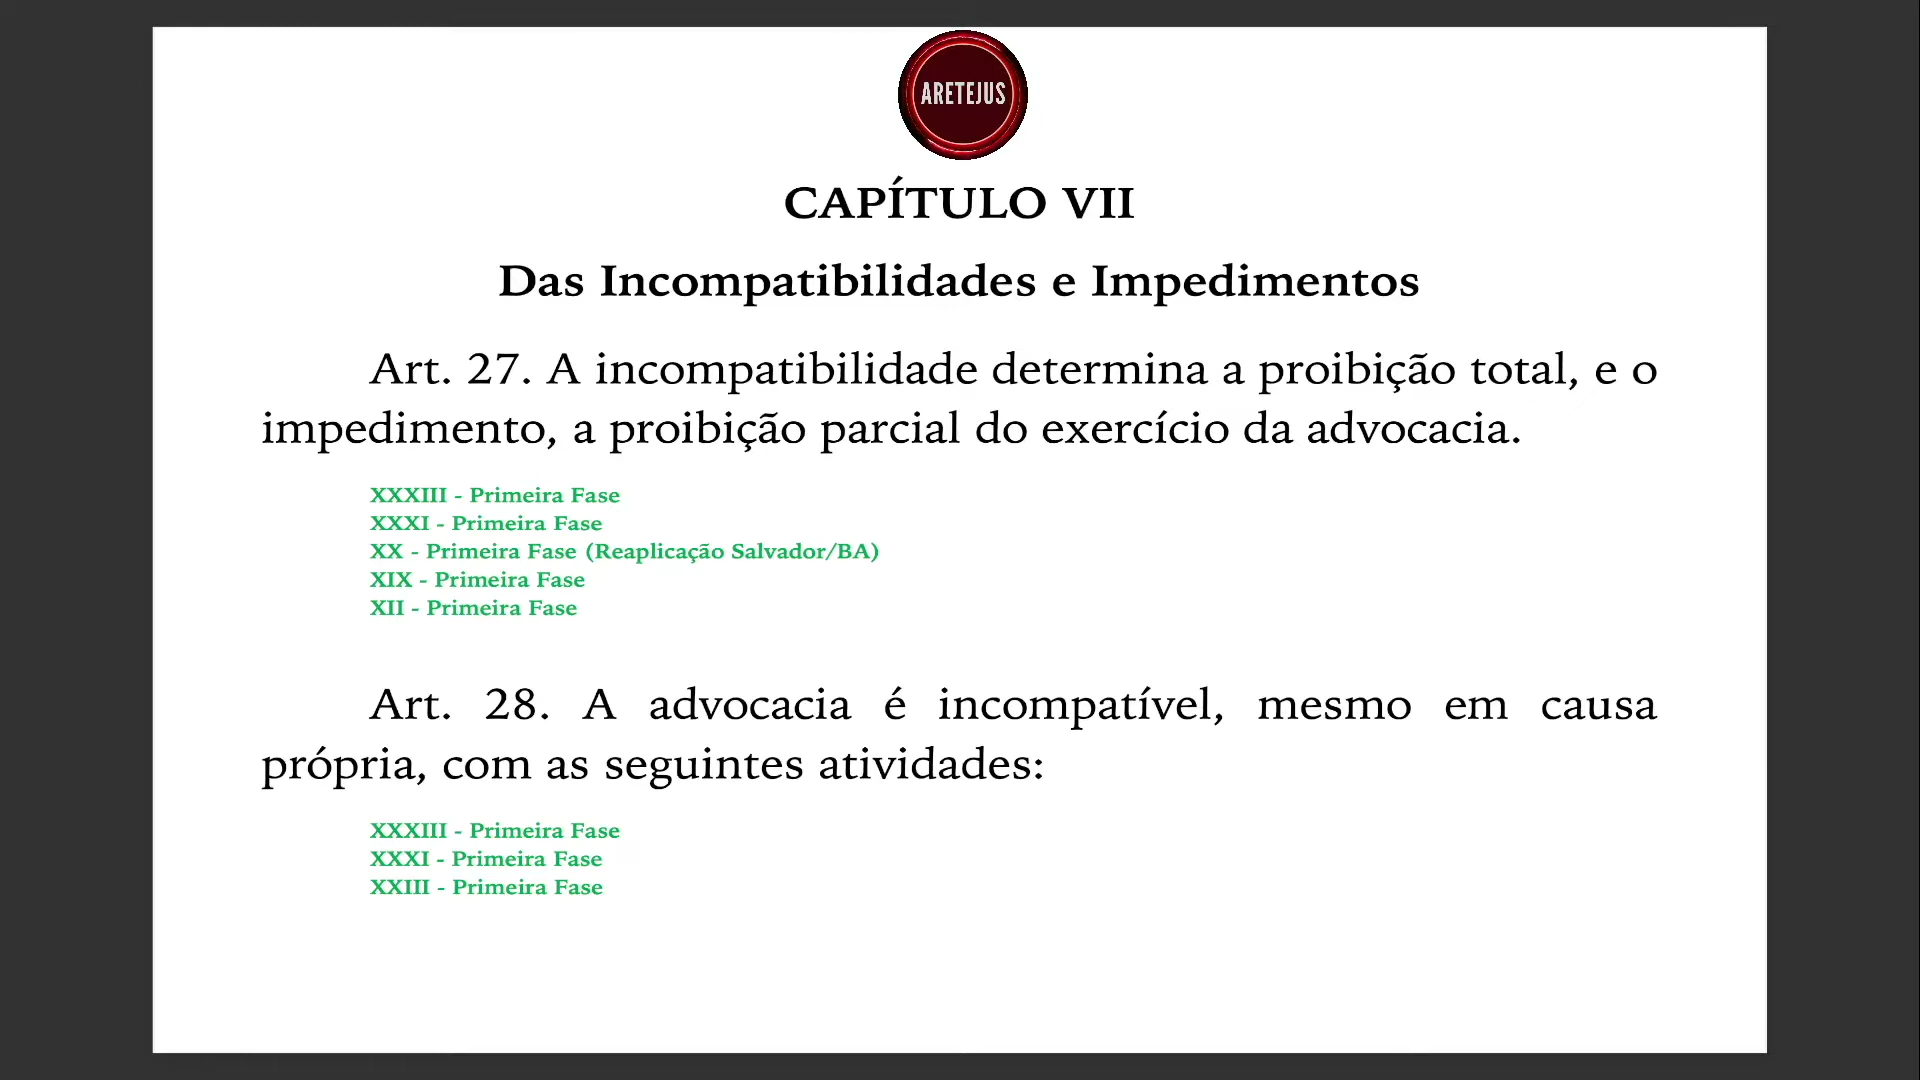 ARETEJUS
CAPÍTULO VII
Das Incompatibilidades e Impedimentos
Art. 27. A incompatibilidade determina a proibição total, e o
impedimento, a proibição parcial do exercício da advocacia.
XXXIII - Primeira Fase
XXXI - Primeira Fase
XX - Primeira Fase (Reaplicação Salvador/BA)
XIX - Primeira Fase
XII - Primeira Fase
Art. 28. A advocacia é incompatível, mesmo em causa
própria, com as seguintes atividades:
XXXIII - Primeira Fase
XXXI - Primeira Fase
XXIII - Primeira Fase